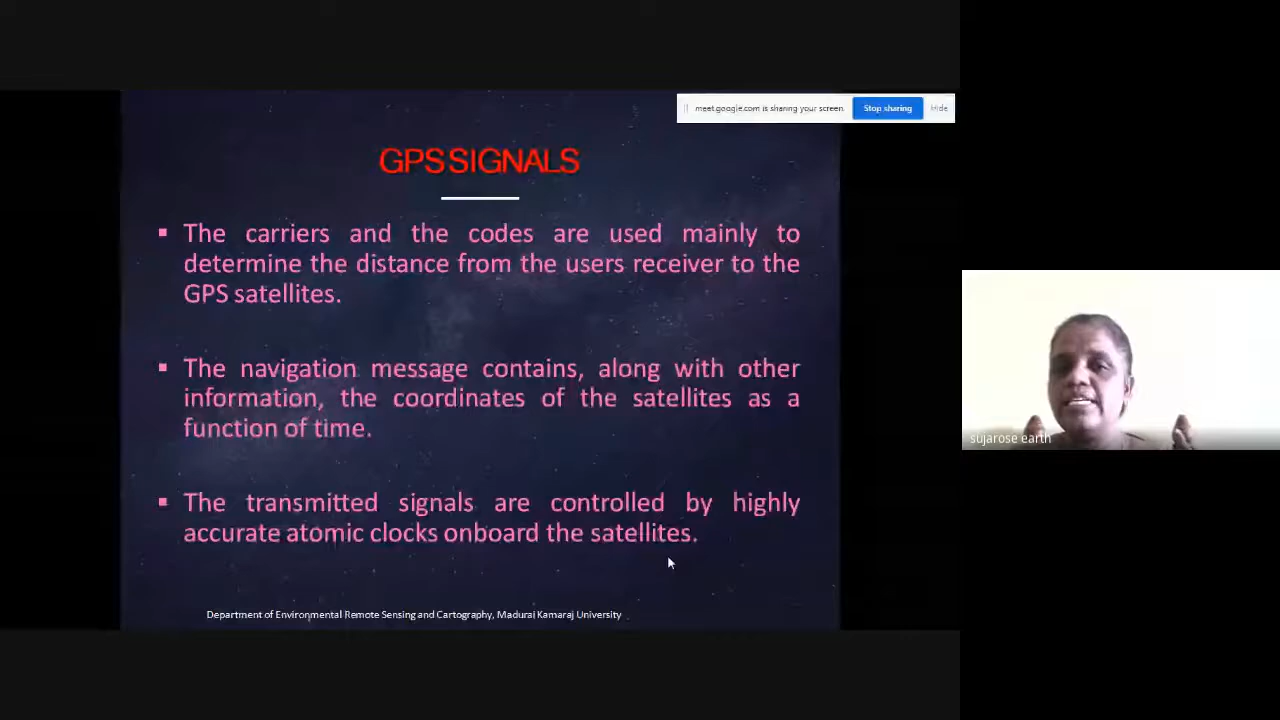 meet.google.com is sharing your screen.
Stop sharing
Hide
GPS SIGNALS
▪ The carriers and the codes are used mainly to
determine the distance from the users receiver to the
GPS satellites.
▪ The navigation message contains, along with other
information, the coordinates of the satellites as a
function of time.
▪ The transmitted signals are controlled by highly
accurate atomic clocks onboard the satellites.
sujarose earth
Department of Environmental Remote Sensing and Cartography, Madurai Kamaraj University